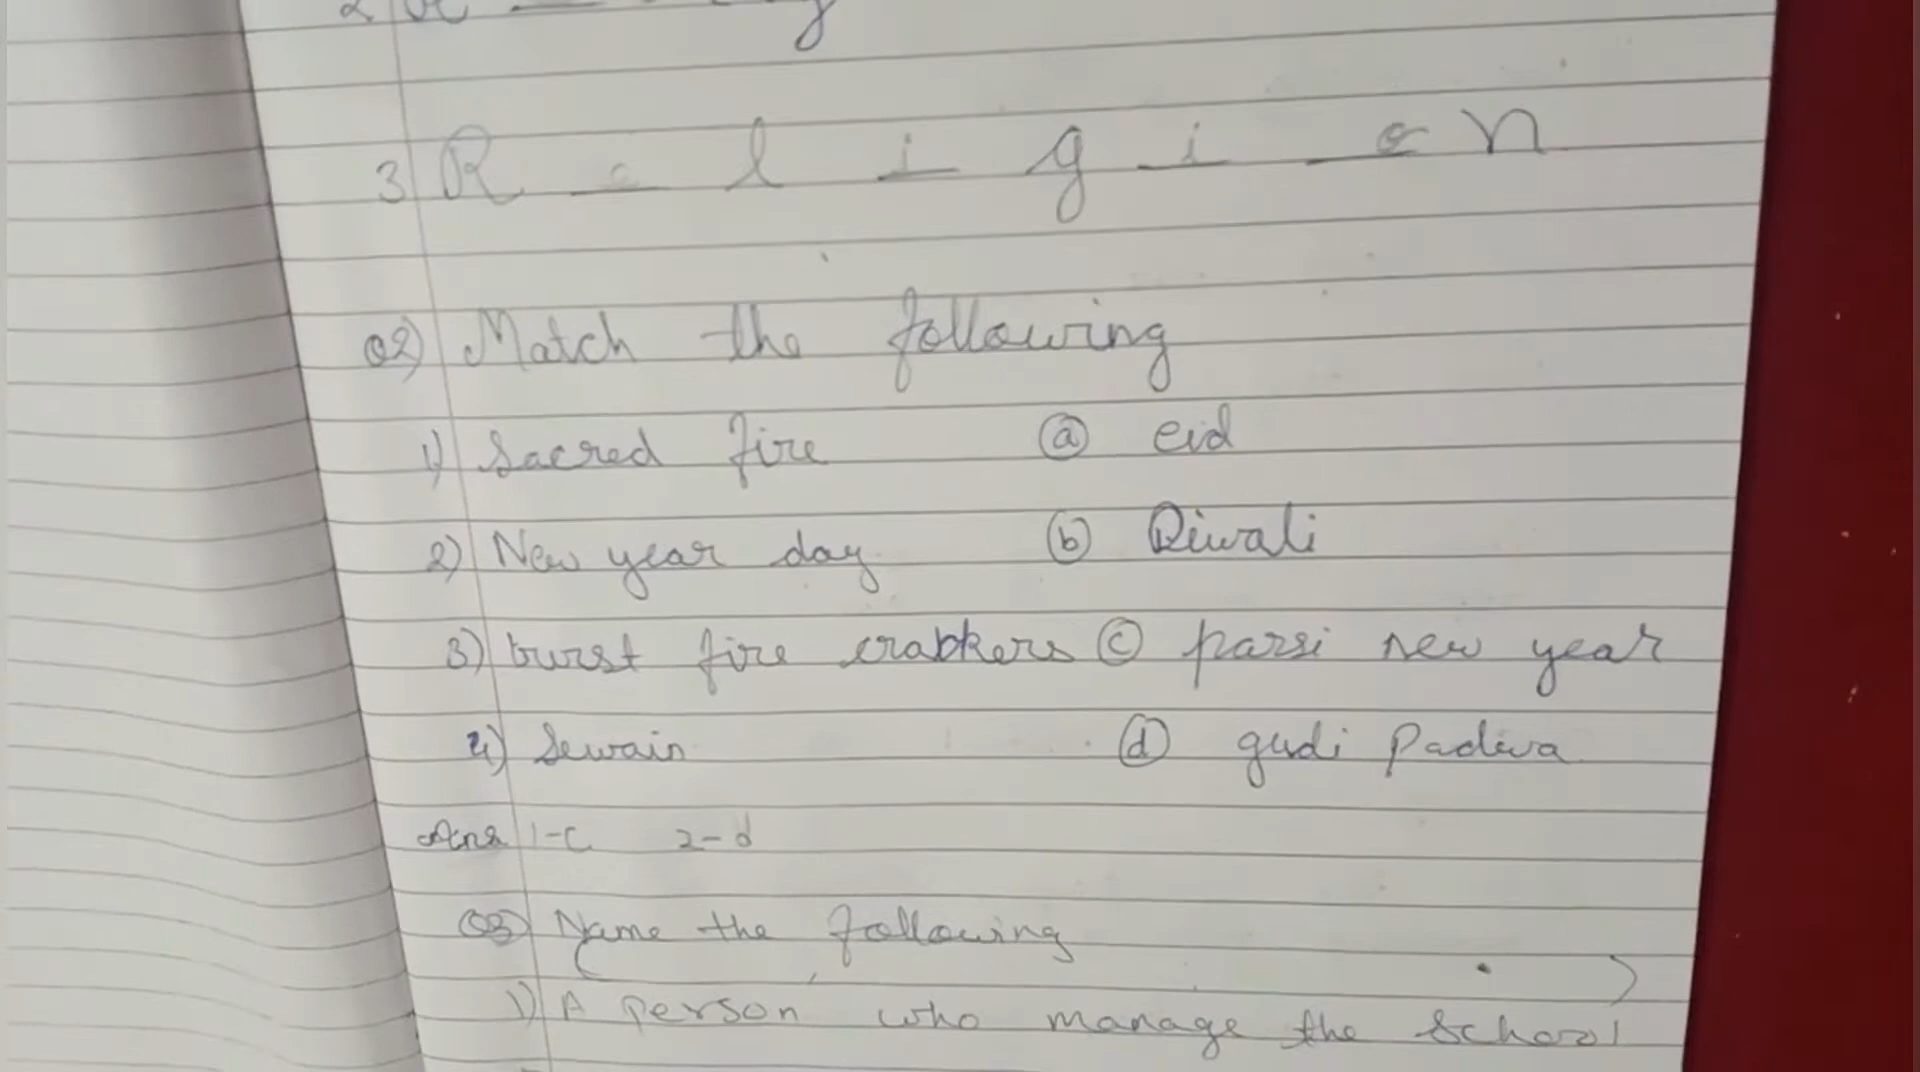 3 R e l i g i o n
Q2) Match the following
1) Sacred fire (a) eid
2) New year day (b) Diwali
3) burst fire crabkers (c) parsi new year
4) Sewain (d) gudi Padwa
Ans 1-c 2-d
Q3) Name the following
1) A person who manage the School